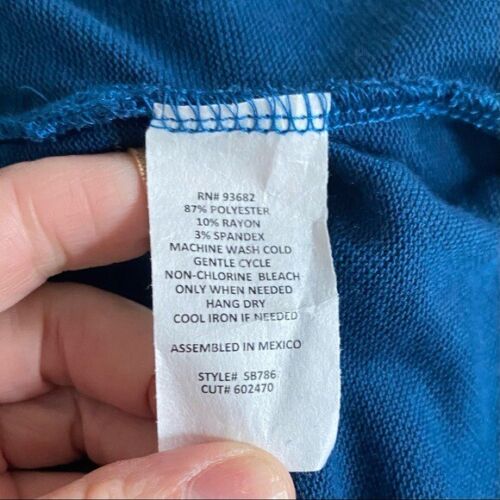 RN# 93682
87% POLYESTER
10% RAYON
3% SPANDEX
MACHINE WASH COLD
GENTLE CYCLE
NON-CHLORINE BLEACH
ONLY WHEN NEEDED
HANG DRY
COOL IRON IF NEEDED
ASSEMBLED IN MEXICO
STYLE# SB786
CUT# 602470